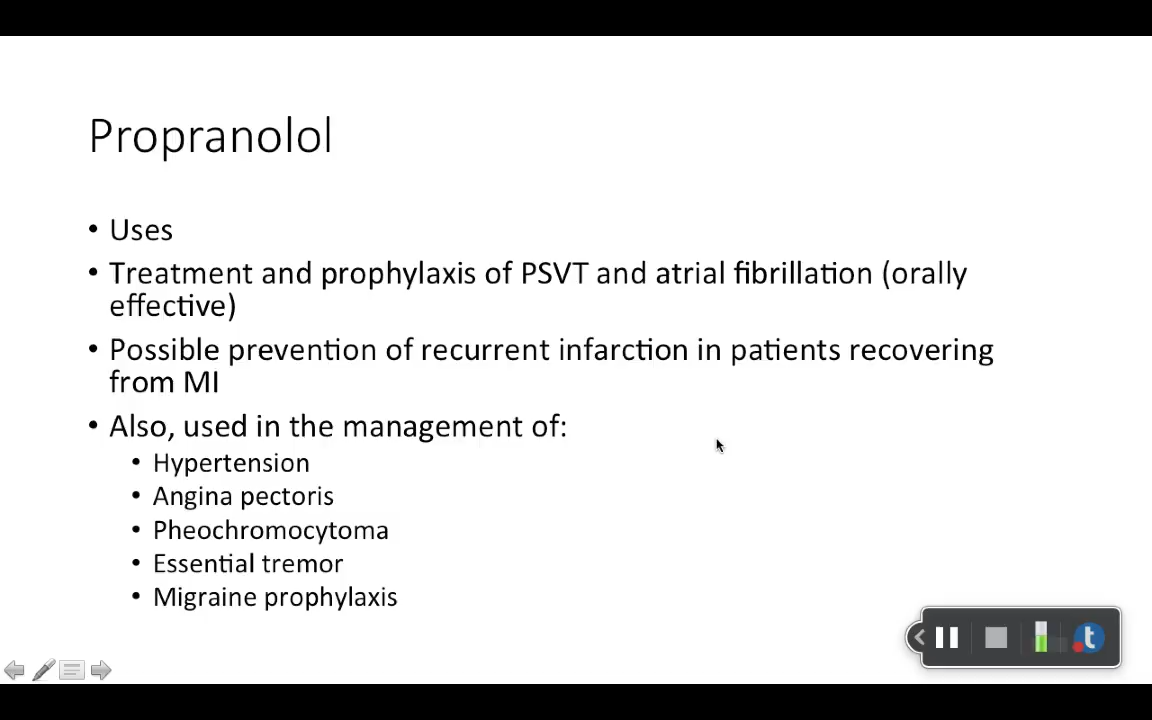 Propranolol
• Uses
• Treatment and prophylaxis of PSVT and atrial fibrillation (orally
effective)
• Possible prevention of recurrent infarction in patients recovering
from MI
• Also, used in the management of:
• Hypertension
• Angina pectoris
• Pheochromocytoma
• Essential tremor
• Migraine prophylaxis
t